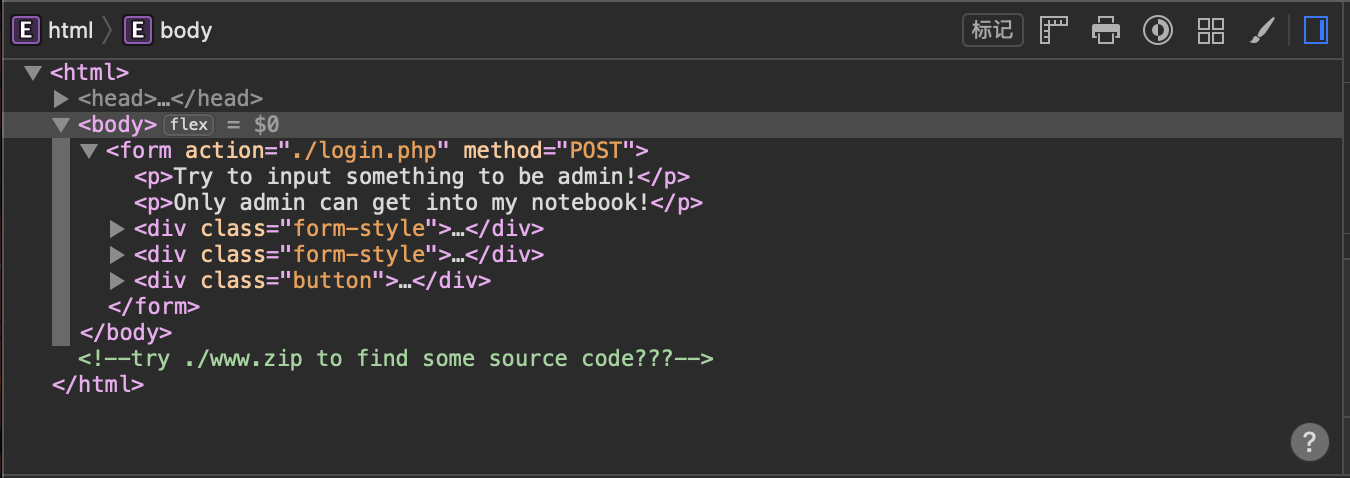 E html E body 标记
<html>
<head>…</head>
<body> flex = $0
<form action="./login.php" method="POST">
<p>Try to input something to be admin!</p>
<p>Only admin can get into my notebook!</p>
<div class="form-style">…</div>
<div class="form-style">…</div>
<div class="button">…</div>
</form>
</body>
<!--try ./www.zip to find some source code???-->
</html>
?